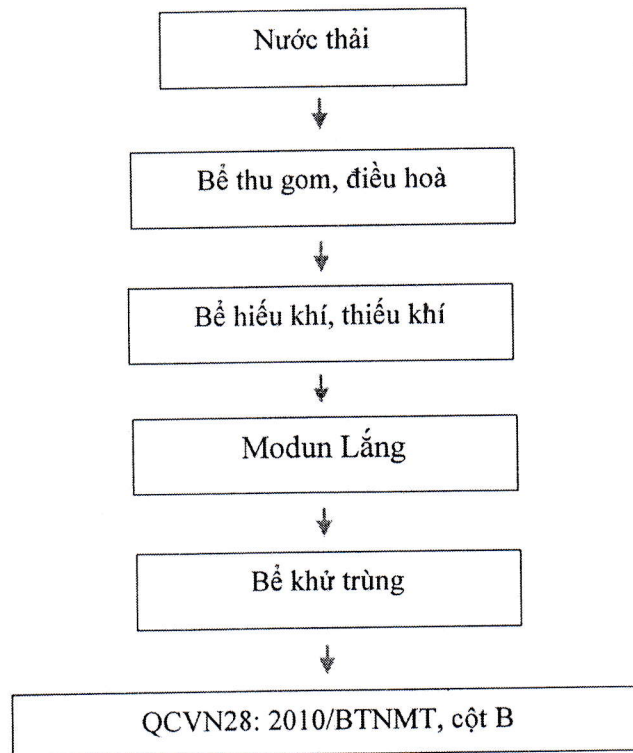 Nước thải
Bể thu gom, điều hoà
Bể hiếu khí, thiếu khí
Modun Lắng
Bể khử trùng
QCVN28: 2010/BTNMT, cột B